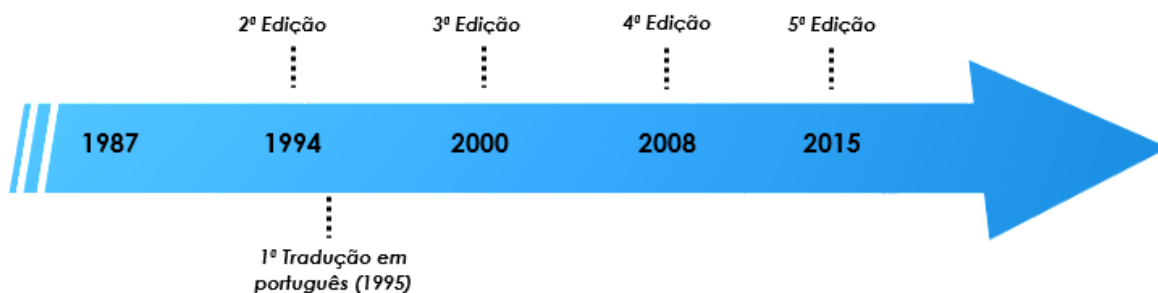 2ª Edição
3ª Edição
4ª Edição
5ª Edição
1987
1994
2000
2008
2015
1ª Tradução em
português (1995)